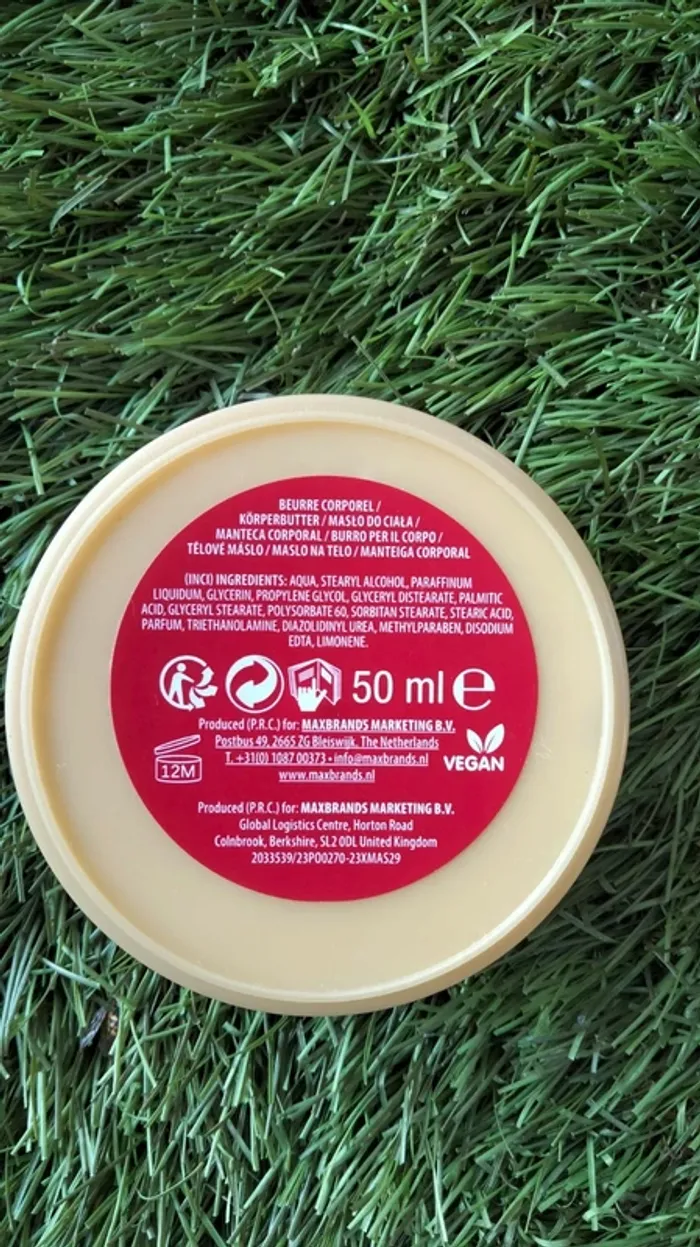 BEURRE CORPOREL /
KÖRPERBUTTER / MASŁO DO CIAŁA /
MANTECA CORPORAL / BURRO PER IL CORPO /
TĚLOVÉ MÁSLO / MASLO NA TELO / MANTEIGA CORPORAL
(INCI) INGREDIENTS: AQUA, STEARYL ALCOHOL, PARAFFINUM
LIQUIDUM, GLYCERIN, PROPYLENE GLYCOL, GLYCERYL DISTEARATE, PALMITIC
ACID, GLYCERYL STEARATE, POLYSORBATE 60, SORBITAN STEARATE, STEARIC ACID,
PARFUM, TRIETHANOLAMINE, DIAZOLIDINYL UREA, METHYLPARABEN, DISODIUM
EDTA, LIMONENE.
50 ml e
Produced (P.R.C.) for: MAXBRANDS MARKETING B.V.
Postbus 49, 2665 ZG Bleiswijk. The Netherlands
T. +31(0) 1087 00373 • info@maxbrands.nl
www.maxbrands.nl
12M
VEGAN
Produced (P.R.C.) for: MAXBRANDS MARKETING B.V.
Global Logistics Centre, Horton Road
Colnbrook, Berkshire, SL2 0DL United Kingdom
2033539/23P00270-23XMAS29